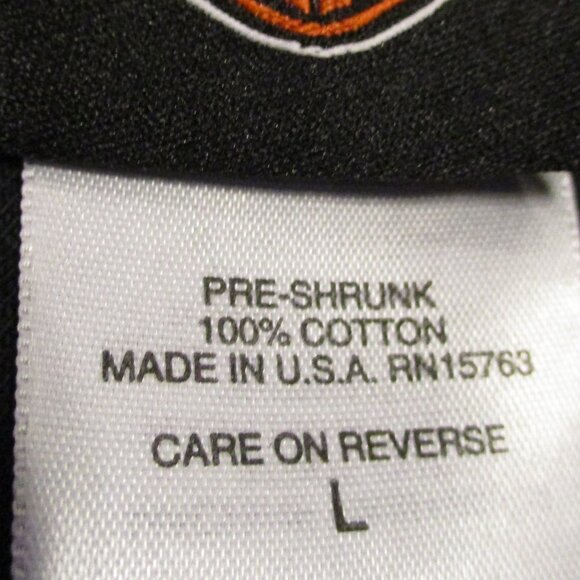 PRE-SHRUNK
100% COTTON
MADE IN U.S.A. RN15763
CARE ON REVERSE
L